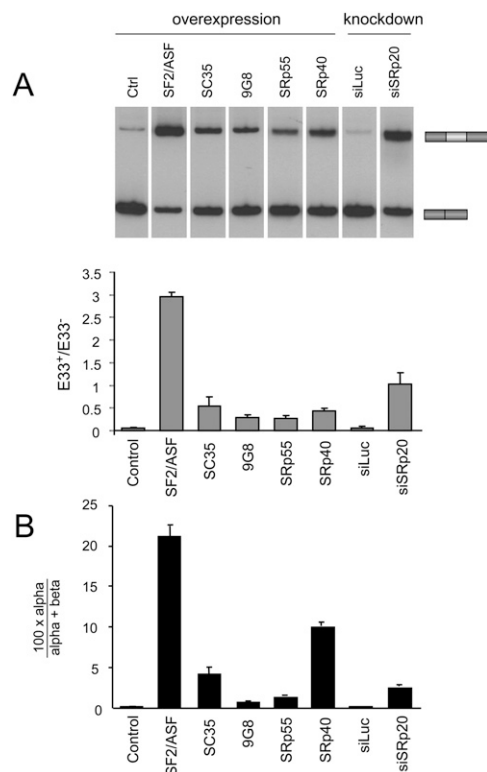 overexpression knockdown
A
Ctrl SF2/ASF SC35 9G8 SRp55 SRp40 siLuc siSRp20
E33⁺/E33⁻
3.5
3
2.5
2
1.5
1
0.5
0
Control SF2/ASF SC35 9G8 SRp55 SRp40 siLuc siSRp20
B
100 x alpha
alpha + beta
25
20
15
10
5
0
Control SF2/ASF SC35 9G8 SRp55 SRp40 siLuc siSRp20